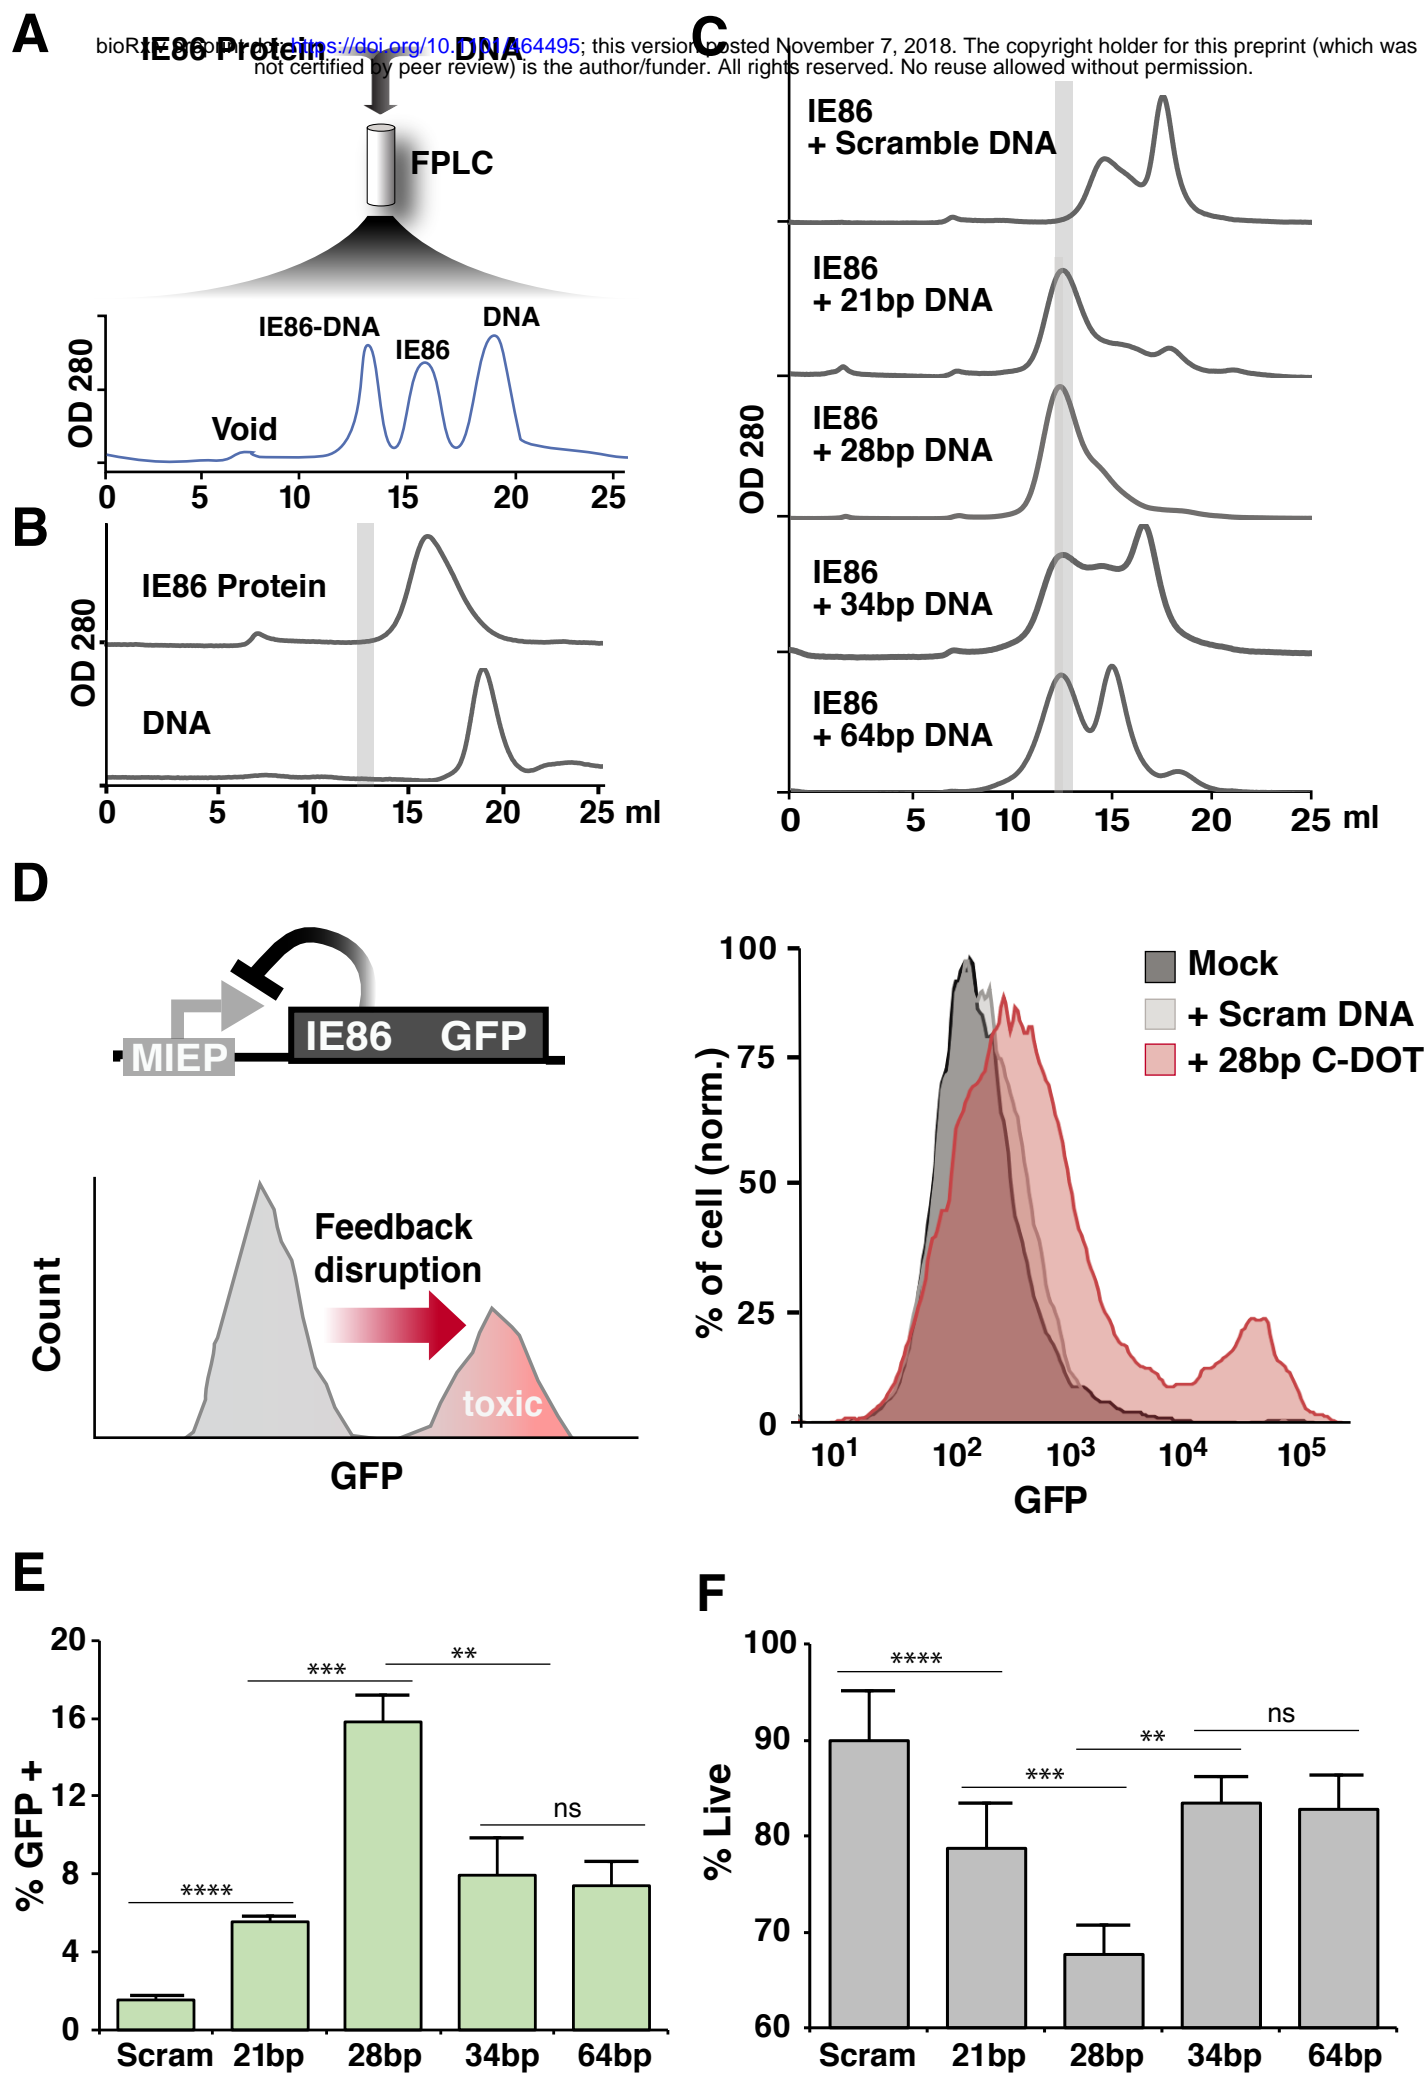 A
bioRxiv preprint doi: https://doi.org/10.1101/464495; this version posted November 7, 2018. The copyright holder for this preprint (which was
not certified by peer review) is the author/funder. All rights reserved. No reuse allowed without permission.
IE86 Protein DNA
FPLC
IE86-DNA
IE86
DNA
Void
OD 280
0 5 10 15 20 25
B
IE86 Protein
DNA
OD 280
0 5 10 15 20 25 ml
C
IE86
+ Scramble DNA
IE86
+ 21bp DNA
IE86
+ 28bp DNA
IE86
+ 34bp DNA
IE86
+ 64bp DNA
OD 280
0 5 10 15 20 25 ml
D
MIEP
IE86 GFP
Feedback
disruption
toxic
Count
GFP
100
75
50
25
0
% of cell (norm.)
10¹ 10² 10³ 10⁴ 10⁵
GFP
Mock
+ Scram DNA
+ 28bp C-DOT
E
20
16
12
8
4
0
% GFP +
****
***
**
ns
Scram 21bp 28bp 34bp 64bp
F
100
90
80
70
60
% Live
****
***
**
ns
Scram 21bp 28bp 34bp 64bp